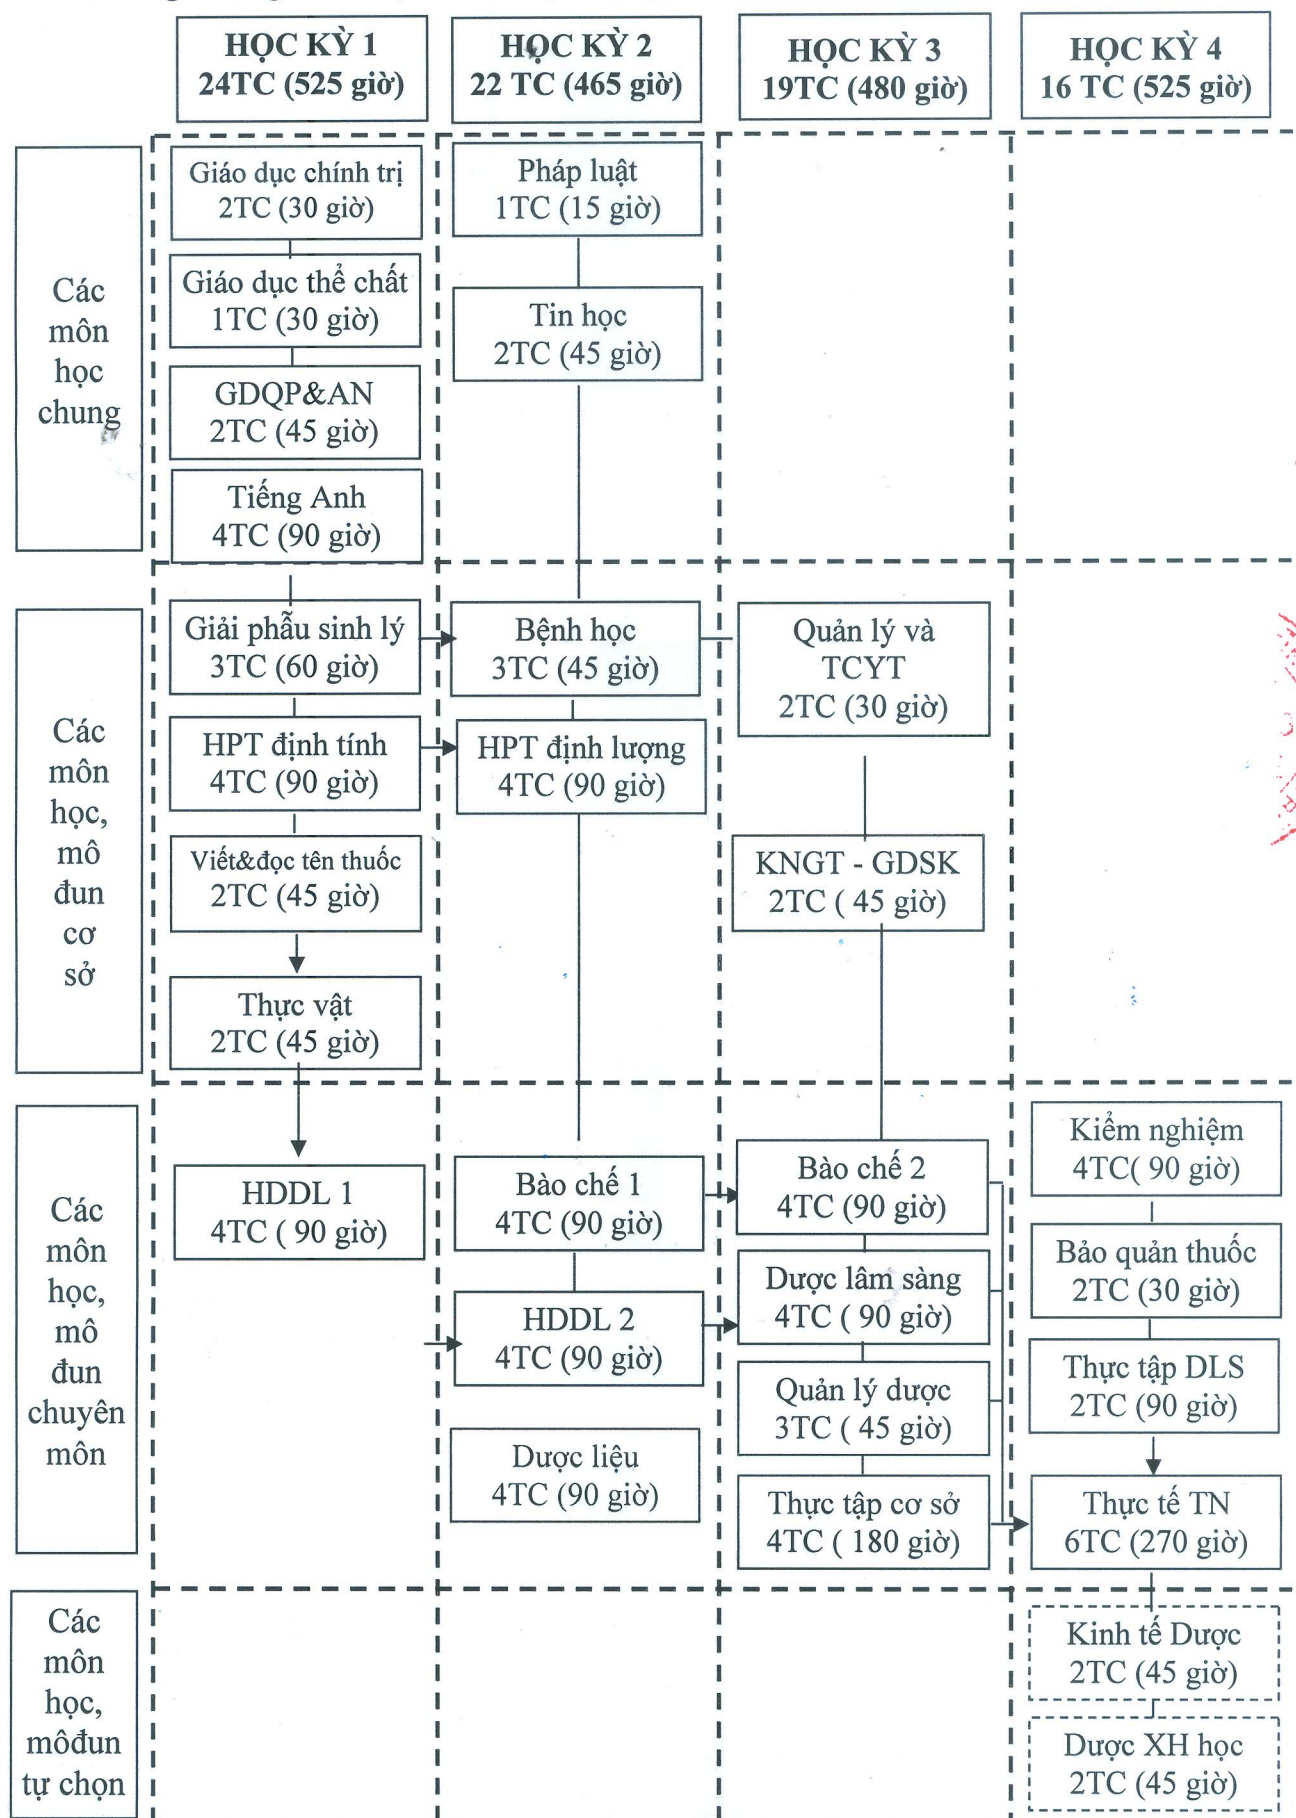 HỌC KỲ 1
24TC (525 giờ)
HỌC KỲ 2
22 TC (465 giờ)
HỌC KỲ 3
19TC (480 giờ)
HỌC KỲ 4
16 TC (525 giờ)
Các
môn
học
chung
Giáo dục chính trị
2TC (30 giờ)
Giáo dục thể chất
1TC (30 giờ)
GDQP&AN
2TC (45 giờ)
Tiếng Anh
4TC (90 giờ)
Pháp luật
1TC (15 giờ)
Tin học
2TC (45 giờ)
Các
môn
học,
mô
đun
cơ
sở
Giải phẫu sinh lý
3TC (60 giờ)
HPT định tính
4TC (90 giờ)
Viết&đọc tên thuốc
2TC (45 giờ)
Thực vật
2TC (45 giờ)
Bệnh học
3TC (45 giờ)
HPT định lượng
4TC (90 giờ)
Quản lý và
TCYT
2TC (30 giờ)
KNGT - GDSK
2TC ( 45 giờ)
Các
môn
học,
mô
đun
chuyên
môn
HDDL 1
4TC ( 90 giờ)
Bào chế 1
4TC (90 giờ)
HDDL 2
4TC (90 giờ)
Dược liệu
4TC (90 giờ)
Bào chế 2
4TC (90 giờ)
Dược lâm sàng
4TC ( 90 giờ)
Quản lý dược
3TC ( 45 giờ)
Thực tập cơ sở
4TC ( 180 giờ)
Kiểm nghiệm
4TC( 90 giờ)
Bảo quản thuốc
2TC (30 giờ)
Thực tập DLS
2TC (90 giờ)
Thực tế TN
6TC (270 giờ)
Các
môn
học,
môđun
tự chọn
Kinh tế Dược
2TC (45 giờ)
Dược XH học
2TC (45 giờ)